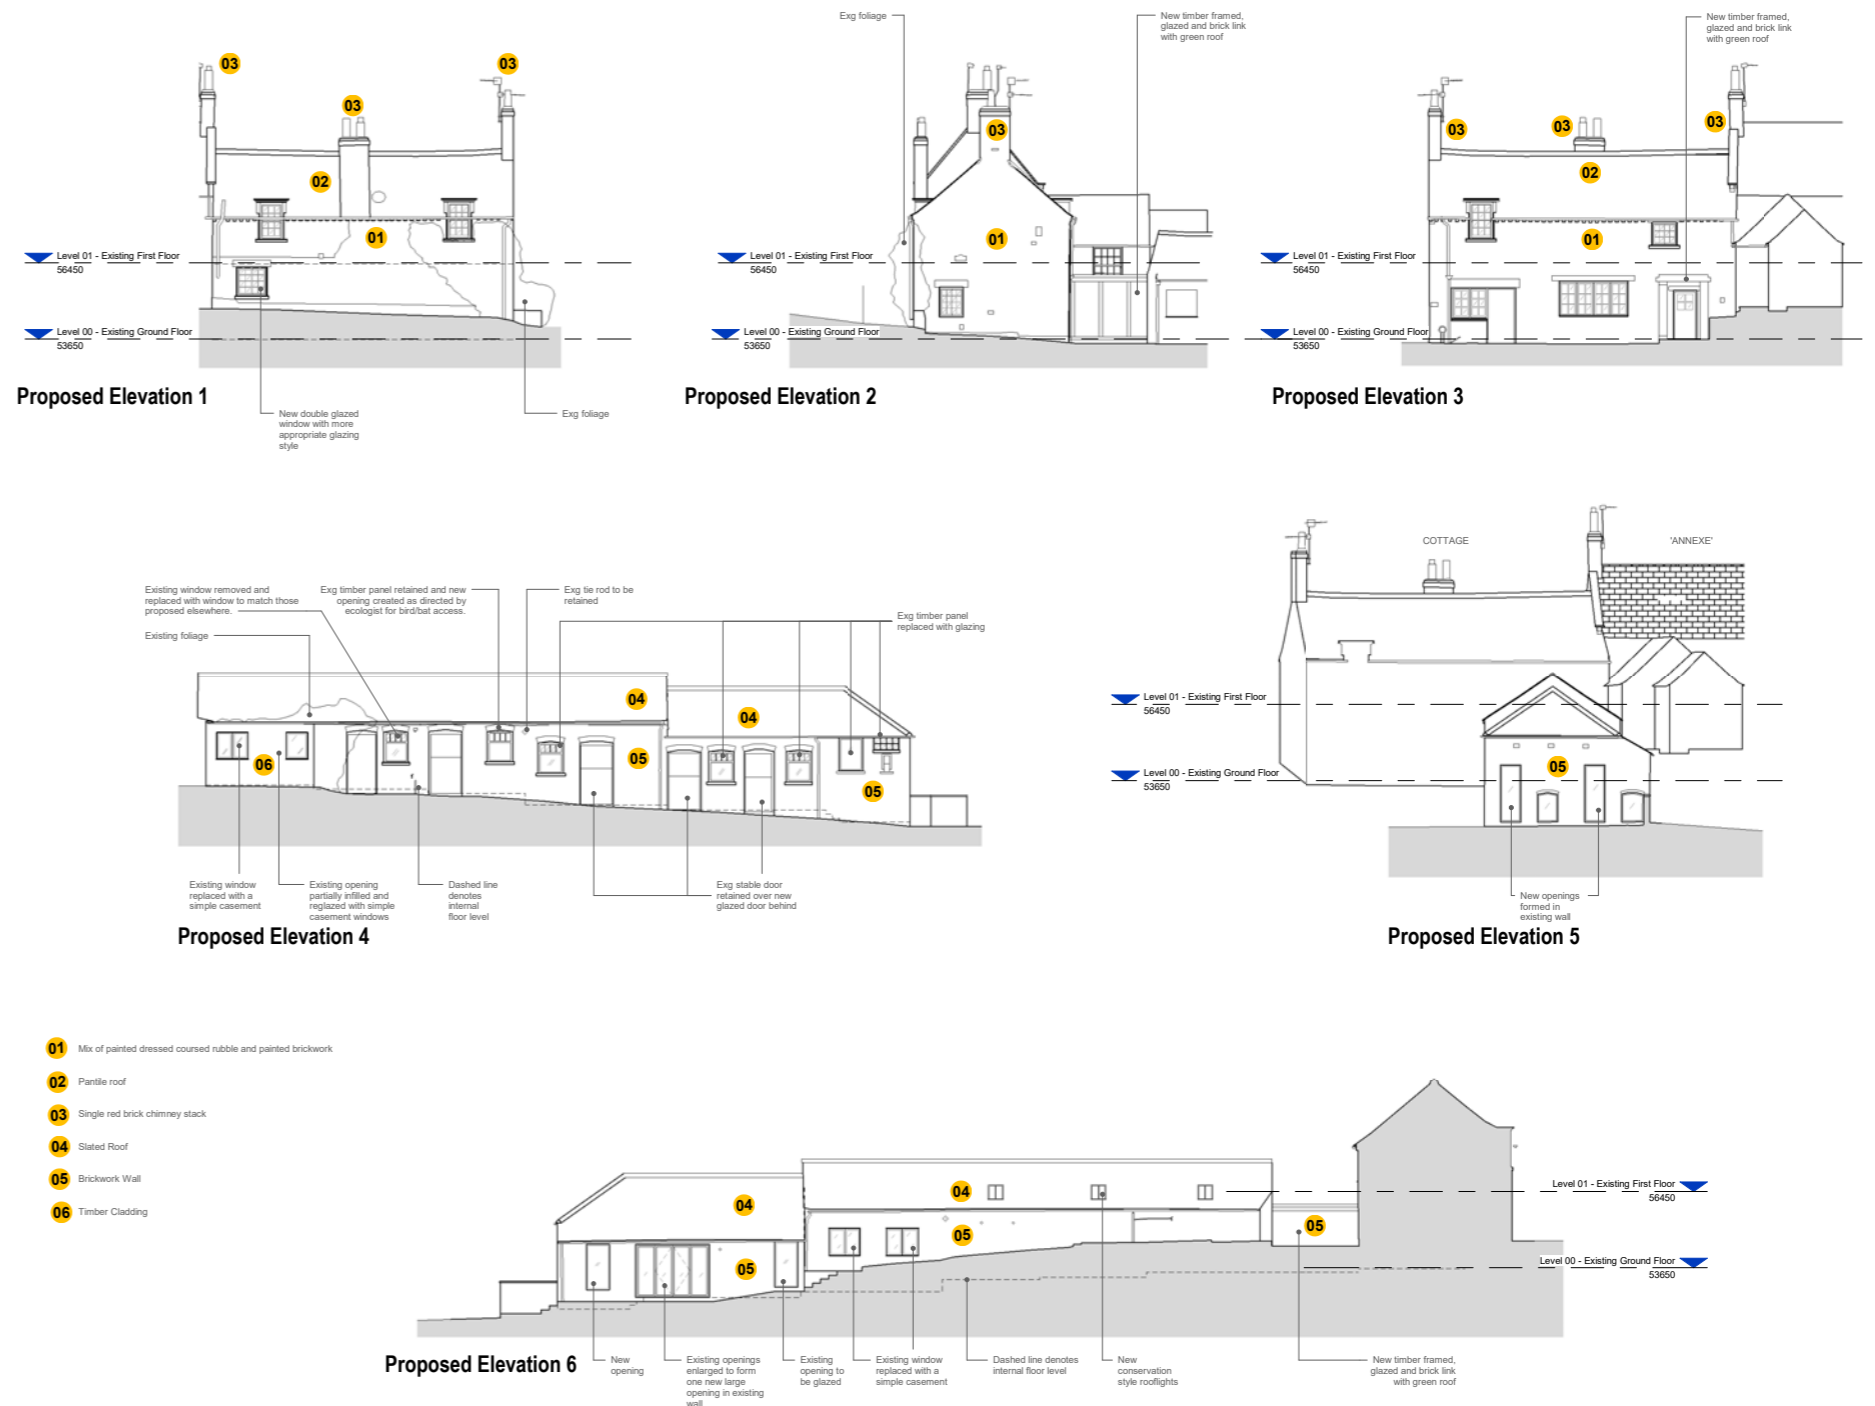 Exg foliage
New timber framed,
glazed and brick link
with green roof
New timber framed,
glazed and brick link
with green roof
03
03
03
02
01
Level 01 - Existing First Floor
56450
Level 00 - Existing Ground Floor
53650
03
01
Level 01 - Existing First Floor
56450
Level 00 - Existing Ground Floor
53650
03
03
03
02
01
Level 01 - Existing First Floor
56450
Level 00 - Existing Ground Floor
53650
Proposed Elevation 1
Proposed Elevation 2
Proposed Elevation 3
New double glazed
window with more
appropriate glazing
style
Exg foliage
Existing window removed and
replaced with window to match those
proposed elsewhere.
Existing foliage
Exg timber panel retained and new
opening created as directed by
ecologist for bird/bat access.
Exg tie rod to be
retained
Exg timber panel
replaced with glazing
04
04
05
06
05
Existing window
replaced with a
simple casement
Existing opening
partially infilled and
reglazed with simple
casement windows
Dashed line
denotes
internal
floor level
Exg stable door
retained over new
glazed door behind
Proposed Elevation 4
COTTAGE
'ANNEXE'
Level 01 - Existing First Floor
56450
Level 00 - Existing Ground Floor
53650
05
New openings
formed in
existing wall
Proposed Elevation 5
01 Mix of painted dressed coursed rubble and painted brickwork
02 Pantile roof
03 Single red brick chimney stack
04 Slated Roof
05 Brickwork Wall
06 Timber Cladding
04
04
05
05
05
Level 01 - Existing First Floor
56450
Level 00 - Existing Ground Floor
53650
Proposed Elevation 6
New
opening
Existing openings
enlarged to form
one new large
opening in existing
wall
Existing
opening to
be glazed
Existing window
replaced with a
simple casement
Dashed line denotes
internal floor level
New
conservation
style rooflights
New timber framed,
glazed and brick link
with green roof